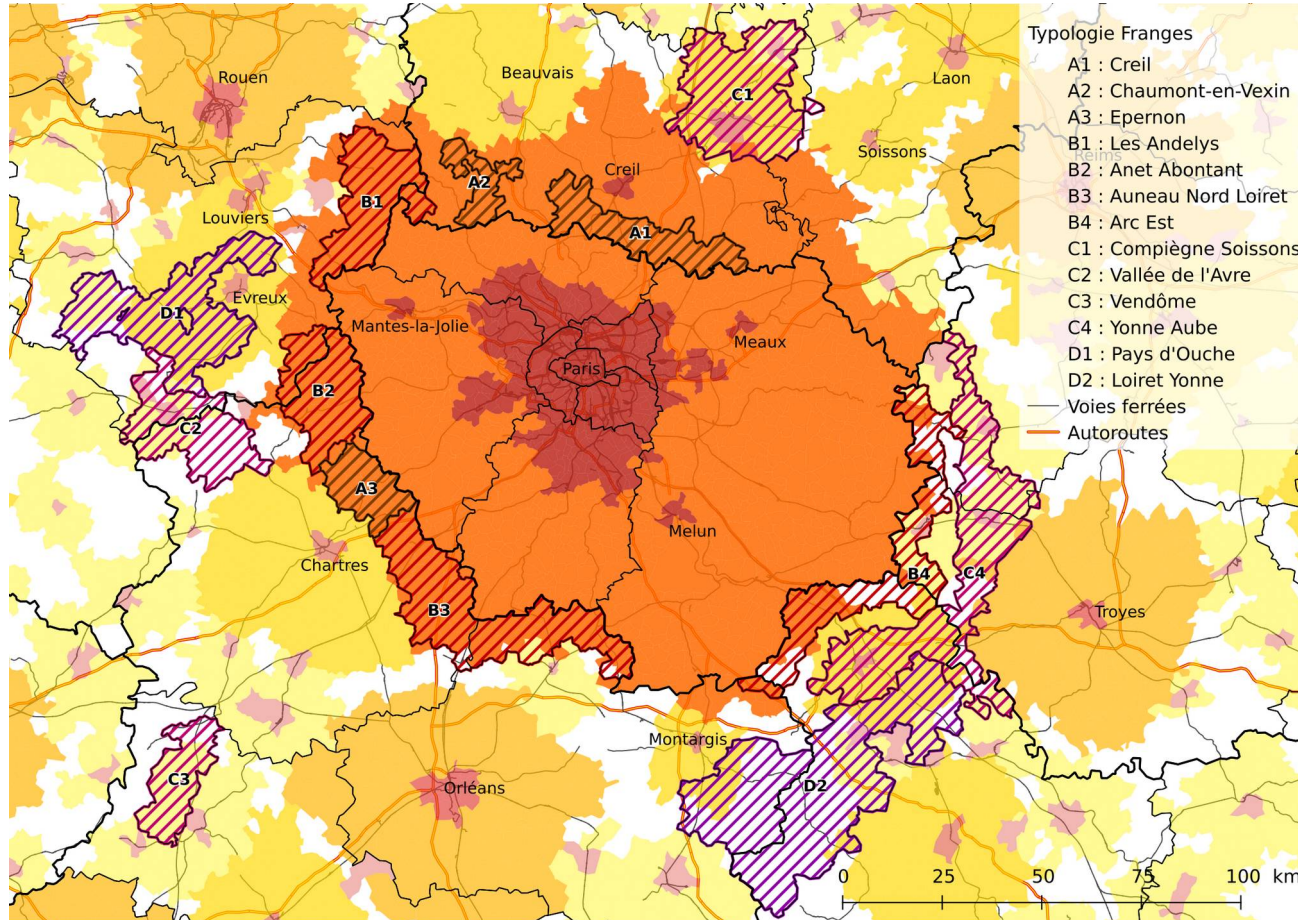 Rouen
Beauvais
Laon
C1
Soissons
Creil
A2
B1
Louviers
A1
Evreux
D1
Mantes-la-Jolie
Meaux
Paris
B2
C2
A3
Melun
Chartres
B4
C4
B3
Troyes
Montargis
D2
C3
Orléans
Reims
Typologie Franges
A1 : Creil
A2 : Chaumont-en-Vexin
A3 : Epernon
B1 : Les Andelys
B2 : Anet Abontant
B3 : Auneau Nord Loiret
B4 : Arc Est
C1 : Compiègne Soissons
C2 : Vallée de l'Avre
C3 : Vendôme
C4 : Yonne Aube
D1 : Pays d'Ouche
D2 : Loiret Yonne
Voies ferrées
Autoroutes
0 25 50 75 100 km